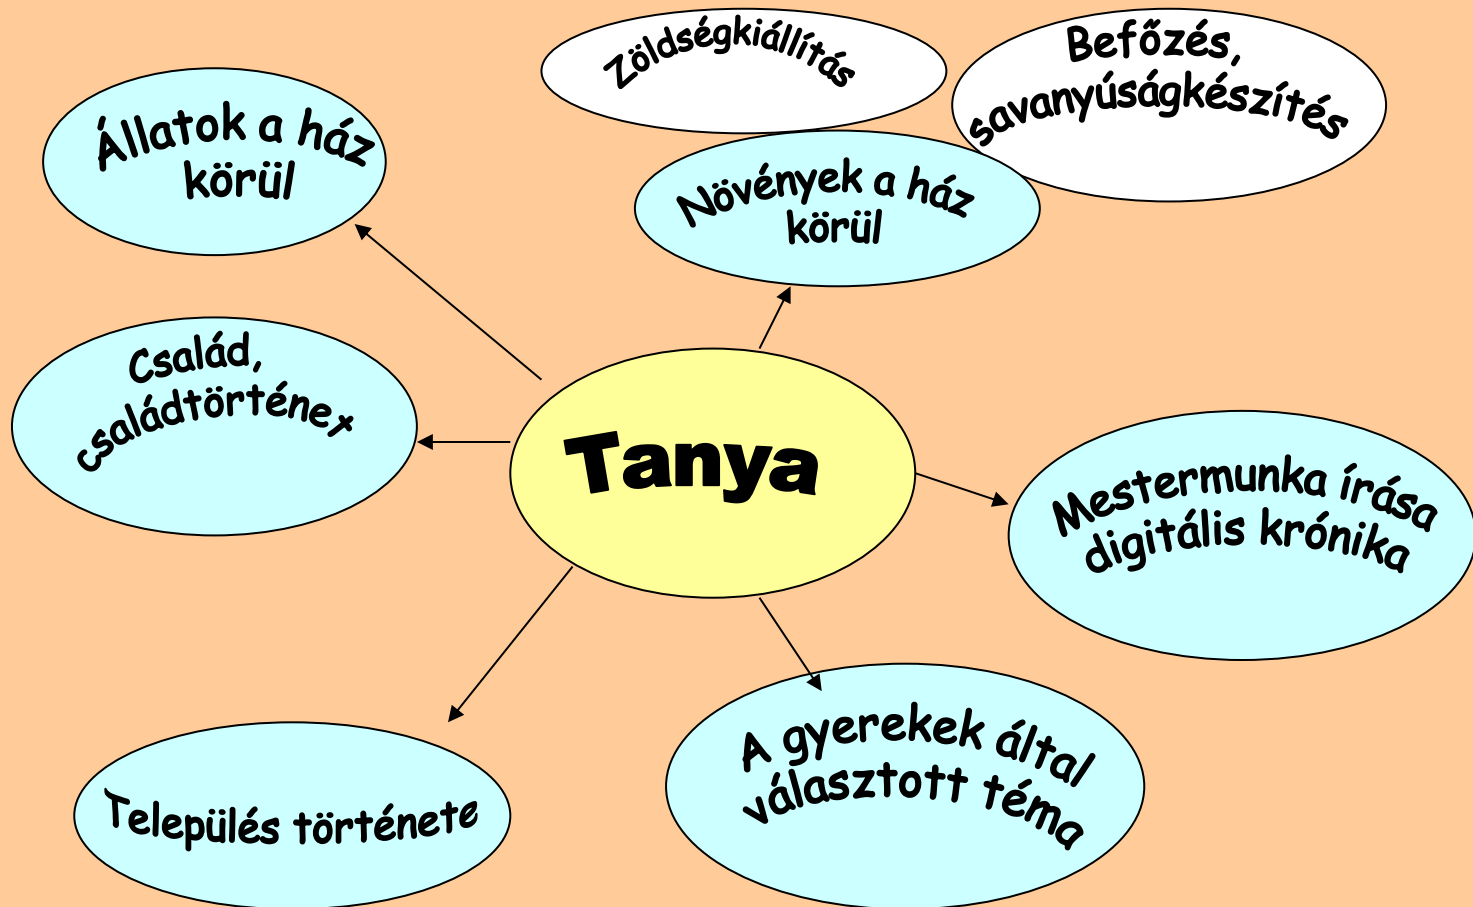 Zöldségkiállítás
Befőzés,
savanyúságkészítés
Állatok a ház
körül
Növények a ház
körül
Család,
családtörténet
Tanya
Mestermunka írása
digitális krónika
A gyerekek által
választott téma
Település története